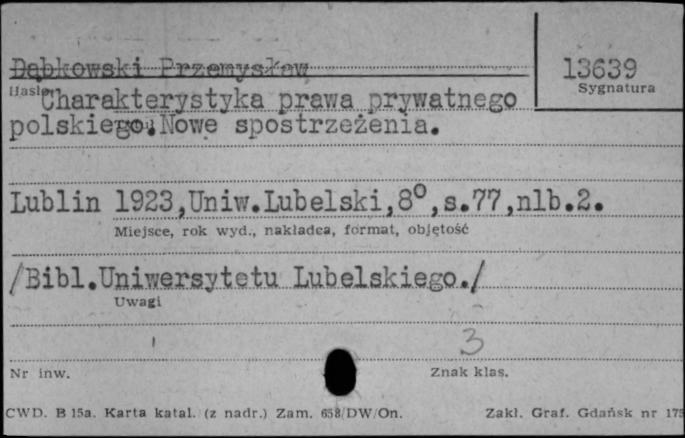 Dąbkowski Przemysław
13639
Hasło
Sygnatura
Charakterystyka prawa prywatnego
polskiego. Nowe spostrzeżenia.
Lublin 1923, Uniw. Lubelski, 8°, s. 77, nlb. 2.
Miejsce, rok wyd., nakładca, format, objętość
/Bibl. Uniwersytetu Lubelskiego./
Uwagi
3
Nr inw.
Znak klas.
CWD. B 15a. Karta katal. (z nadr.) Zam. 658/DW/On.
Zakł. Graf. Gdańsk nr 175